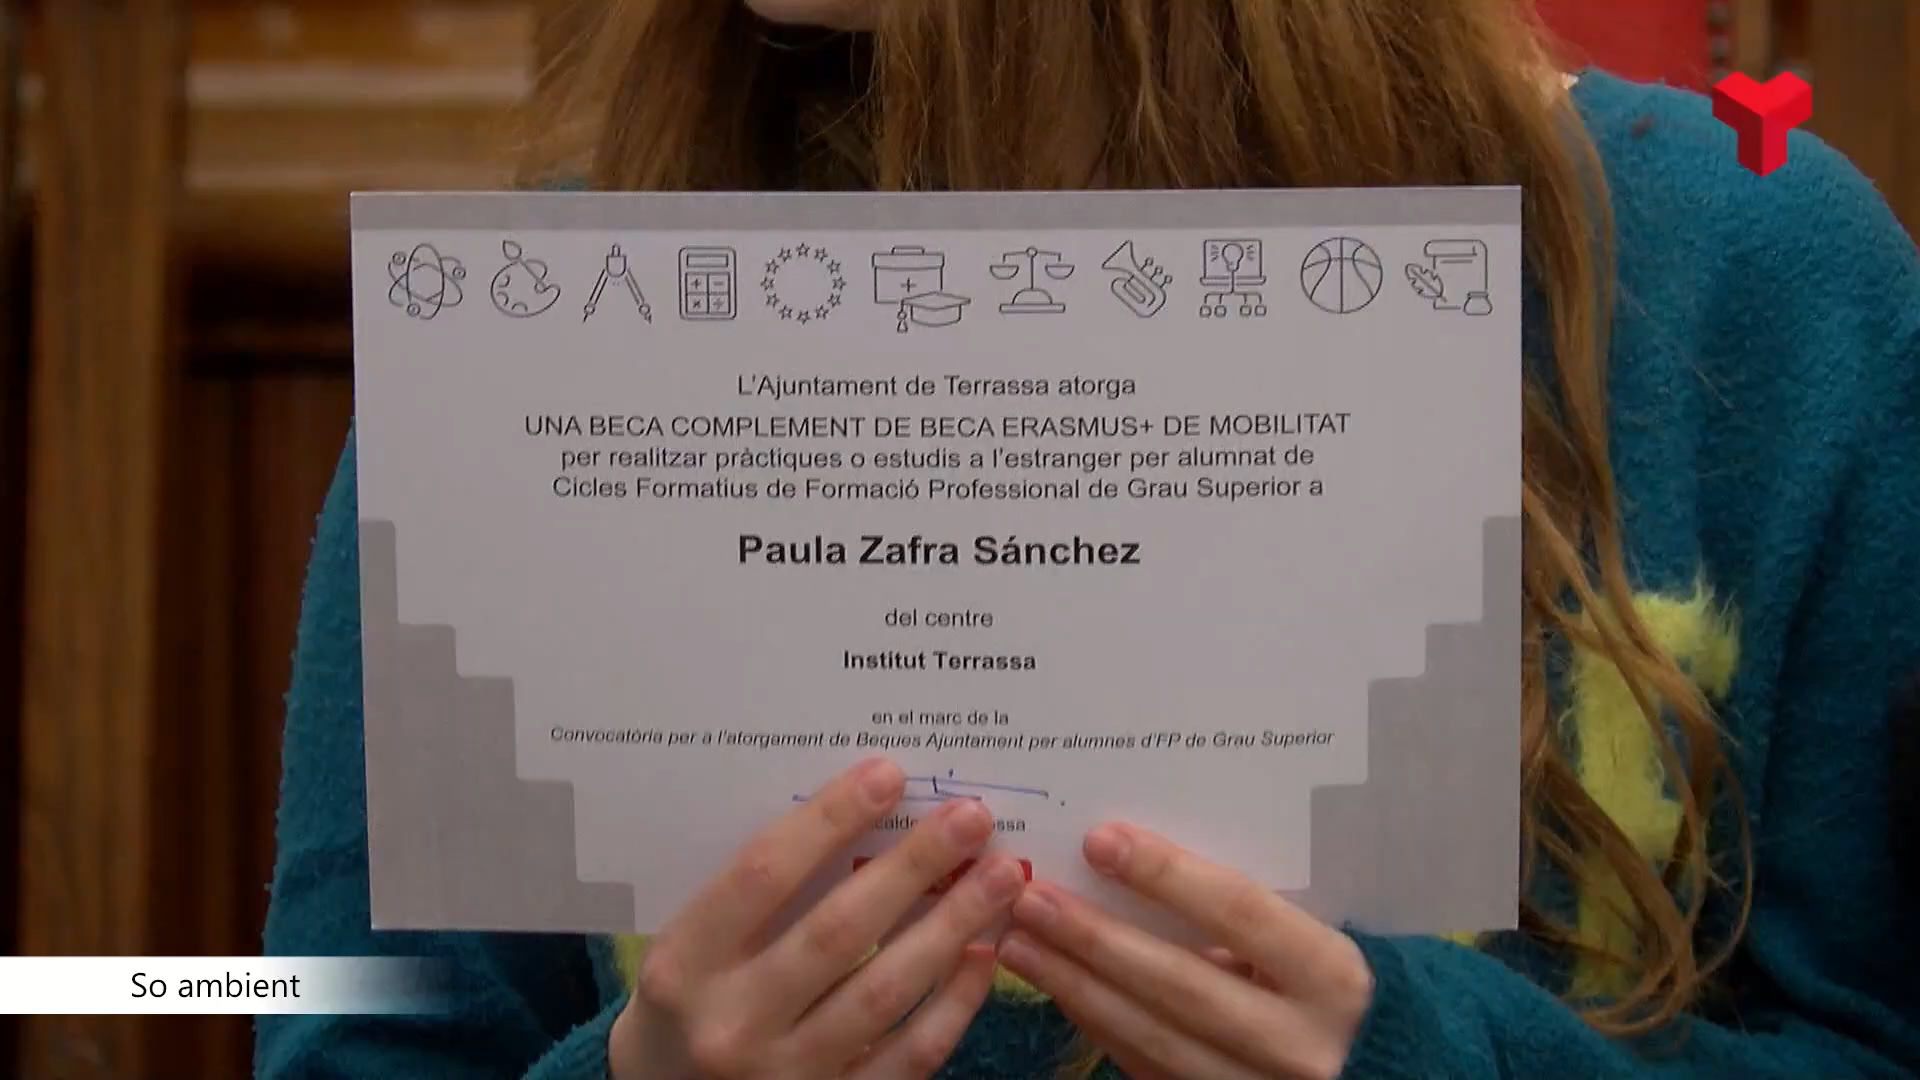 L'Ajuntament de Terrassa atorga
UNA BECA COMPLEMENT DE BECA ERASMUS+ DE MOBILITAT
per realitzar pràctiques o estudis a l'estranger per alumnat de
Cicles Formatius de Formació Professional de Grau Superior a
Paula Zafra Sánchez
del centre
Institut Terrassa
en el marc de la
Convocatòria per a l'atorgament de Beques Ajuntament per alumnes d'FP de Grau Superior
So ambient